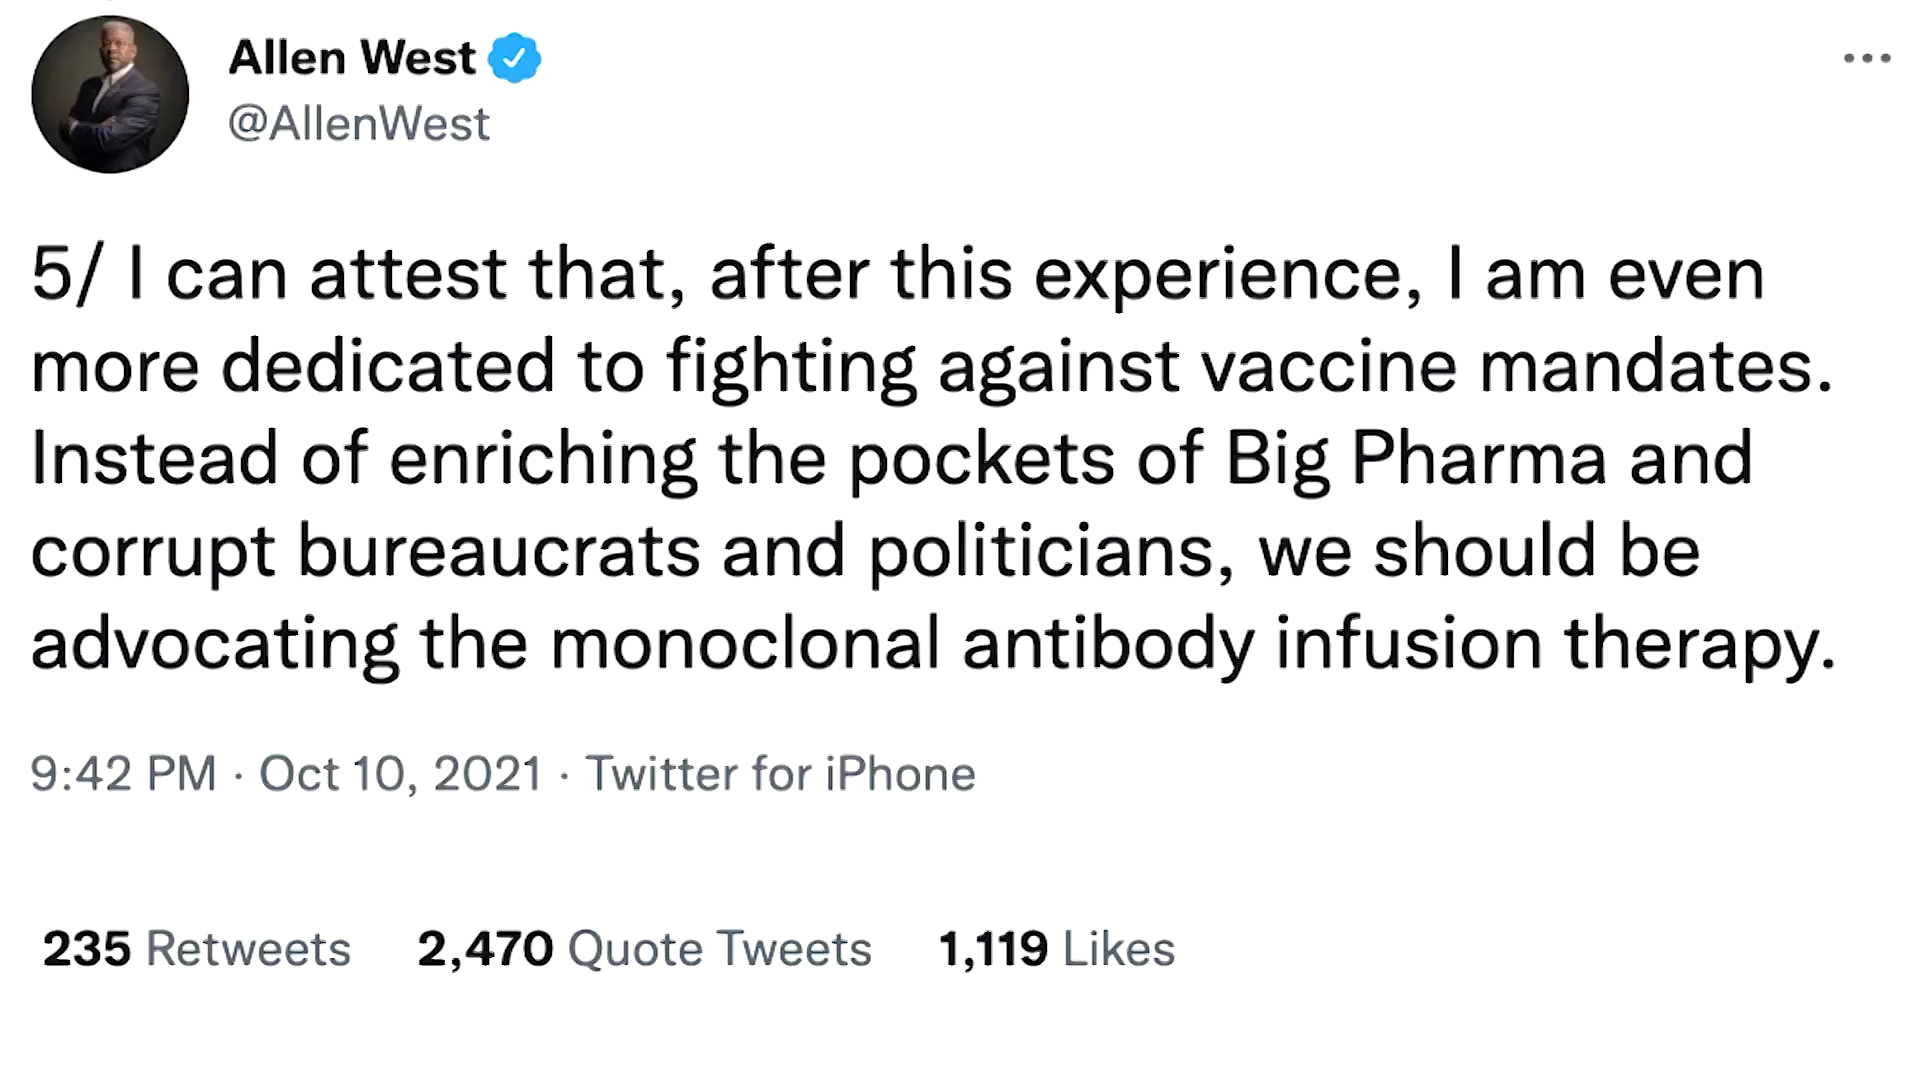 Allen West
@AllenWest
5/ I can attest that, after this experience, I am even
more dedicated to fighting against vaccine mandates.
Instead of enriching the pockets of Big Pharma and
corrupt bureaucrats and politicians, we should be
advocating the monoclonal antibody infusion therapy.
9:42 PM · Oct 10, 2021 · Twitter for iPhone
235 Retweets 2,470 Quote Tweets 1,119 Likes